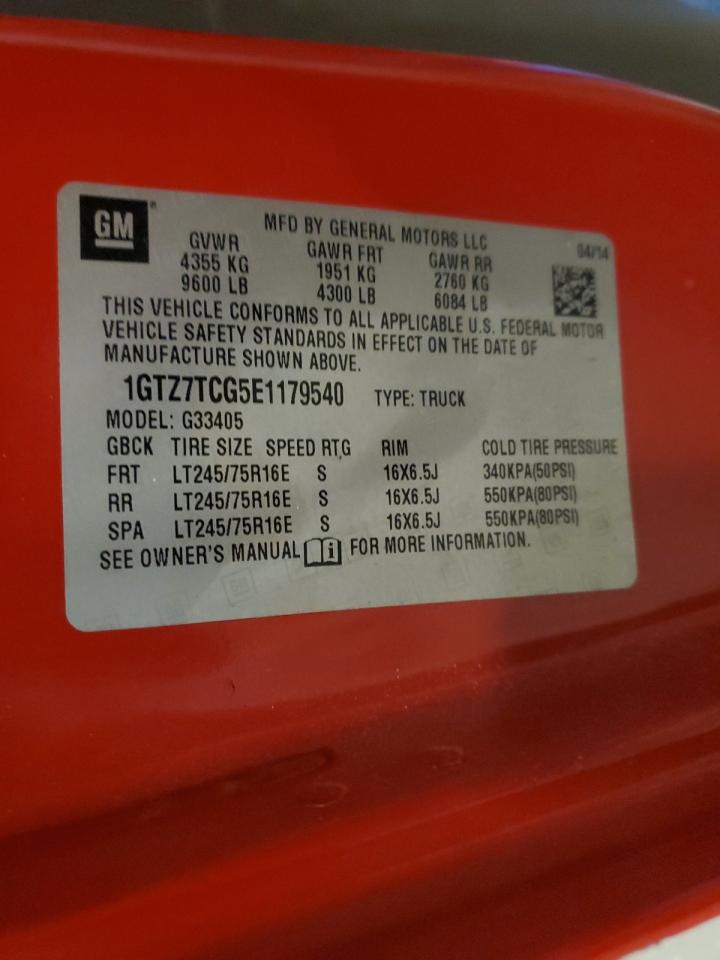 GM
MFD BY GENERAL MOTORS LLC
04/14
GVWR GAWR FRT GAWR RR
4355 KG 1951 KG 2760 KG
9600 LB 4300 LB 6084 LB
THIS VEHICLE CONFORMS TO ALL APPLICABLE U.S. FEDERAL MOTOR
VEHICLE SAFETY STANDARDS IN EFFECT ON THE DATE OF
MANUFACTURE SHOWN ABOVE.
1GTZ7TCG5E1179540 TYPE: TRUCK
MODEL: G33405
GBCK TIRE SIZE SPEED RTG RIM COLD TIRE PRESSURE
FRT LT245/75R16E S 16X6.5J 340KPA(50PSI)
RR LT245/75R16E S 16X6.5J 550KPA(80PSI)
SPA LT245/75R16E S 16X6.5J 550KPA(80PSI)
SEE OWNER'S MANUAL i FOR MORE INFORMATION.